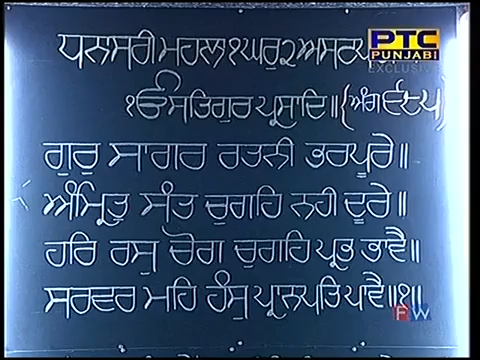 ਧਨਾਸਰੀ ਮਹਲਾ ੧ ਘਰੁ ੨
PTC
PUNJABI
EXCLUSIVE
ੴ ਸਤਿਗੁਰ ਪ੍ਰਸਾਦਿ॥ (ਅੰਗ ੬੮੫)
ਗੁਰੁ ਸਾਗਰ ਰਤਨੀ ਭਰਪੂਰੇ॥
ਅੰਮ੍ਰਿਤੁ ਸੰਤ ਚੁਗਹਿ ਨਹੀ ਦੂਰੇ॥
ਹਰਿ ਰਸੁ ਚੋਗ ਚੁਗਹਿ ਪ੍ਰਭ ਭਾਵੈ॥
ਸਰਵਰ ਮਹਿ ਹੰਸੁ ਪ੍ਰਾਨਪਤਿ ਪਾਵੈ॥੧॥
FW